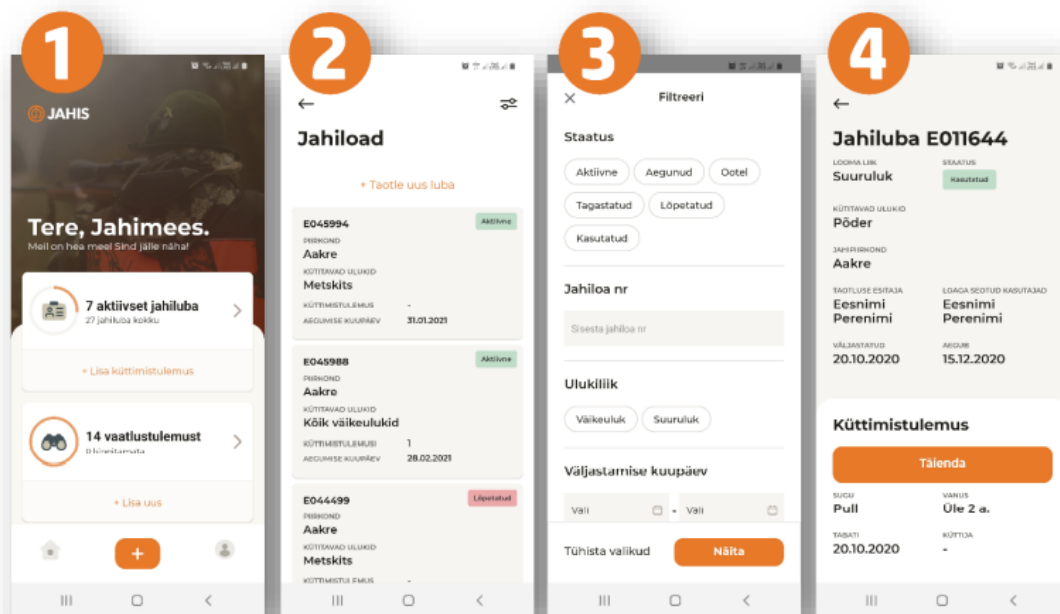 1
JAHIS
Tere, Jahimees.
Meil on hea meel Sind jälle näha!
7 aktiivset jahiluba
27 jahiluba kokku
+ Lisa küttimistulemus
14 vaatlustulemust
+ Lisa uus
+
2
Jahiload
+ Taotle uus luba
E045994
Aktiivne
PIIRKOND
Aakre
KÜTITAVAD ULUKID
Metskits
KÜTTIMISTULEMUS -
AEGUMISE KUUPÄEV 31.01.2021
E045988
Aktiivne
PIIRKOND
Aakre
KÜTITAVAD ULUKID
Kõik väikeulukid
KÜTTIMISTULEMUSI 1
AEGUMISE KUUPÄEV 28.02.2021
E044499
Lõpetatud
PIIRKOND
Aakre
KÜTITAVAD ULUKID
Metskits
KÜTTIMISTULEMUS -
3
Filtreeri
Staatus
Aktiivne Aegunud Ootel
Tagastatud Lõpetatud
Kasutatud
Jahiloa nr
Sisesta jahiloa nr
Ulukiliik
Väikeuluk Suuruluk
Väljastamise kuupäev
Vali - Vali
Tühista valikud Näita
4
Jahiluba E011644
LOOMA LIIK STAATUS
Suuruluk Kasutatud
KÜTITAVAD ULUKID
Põder
JAHIPIIRKOND
Aakre
TAOTLUSE ESITAJA LOAGA SEOTUD KASUTAJAD
Eesnimi Eesnimi
Perenimi Perenimi
VÄLJASTATUD AEGUB
20.10.2020 15.12.2020
Küttimistulemus
Täienda
SUGU VANUS
Pull Üle 2 a.
TABATI KÜTTIJA
20.10.2020 -